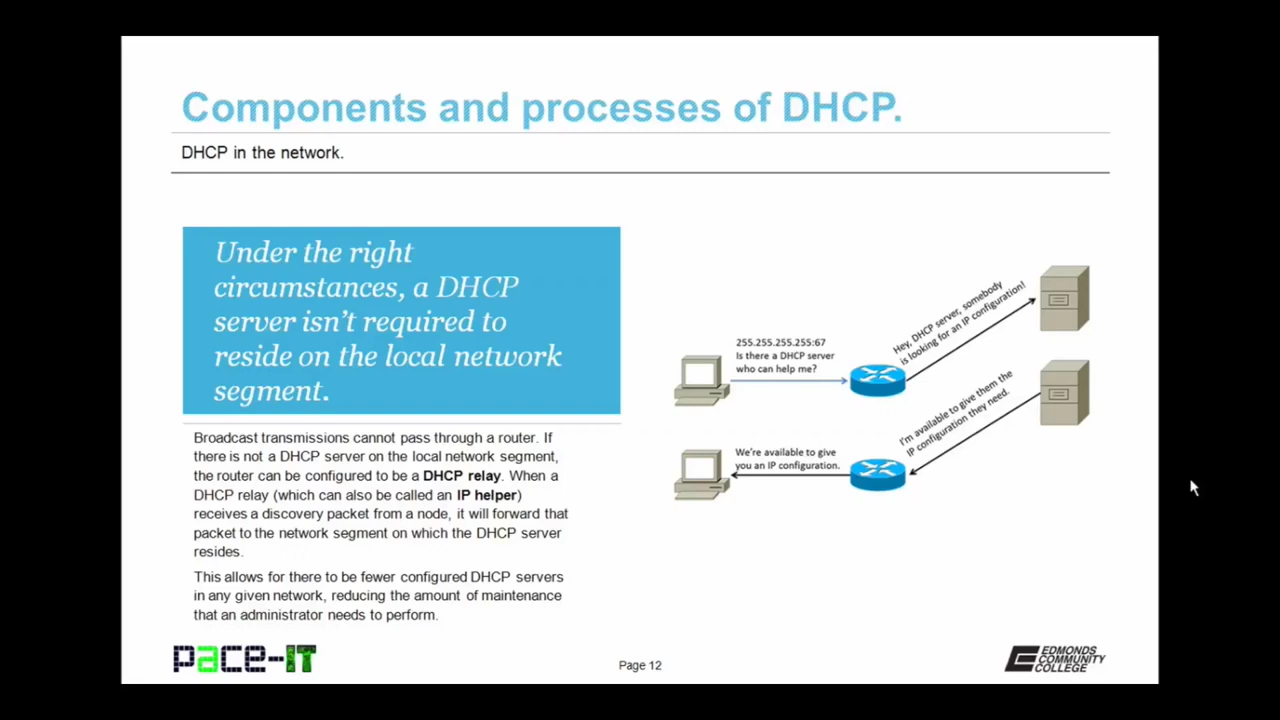 Components and processes of DHCP.
DHCP in the network.
Under the right
circumstances, a DHCP
server isn't required to
reside on the local network
segment.
Broadcast transmissions cannot pass through a router. If
there is not a DHCP server on the local network segment,
the router can be configured to be a DHCP relay. When a
DHCP relay (which can also be called an IP helper)
receives a discovery packet from a node, it will forward that
packet to the network segment on which the DHCP server
resides.
This allows for there to be fewer configured DHCP servers
in any given network, reducing the amount of maintenance
that an administrator needs to perform.
255.255.255.255:67
Is there a DHCP server
who can help me?
Hey, DHCP server, somebody
is looking for an IP configuration!
I'm available to give them the
IP configuration they need.
We're available to give
you an IP configuration.
pace-IT
Page 12
EDMONDS
COMMUNITY
COLLEGE